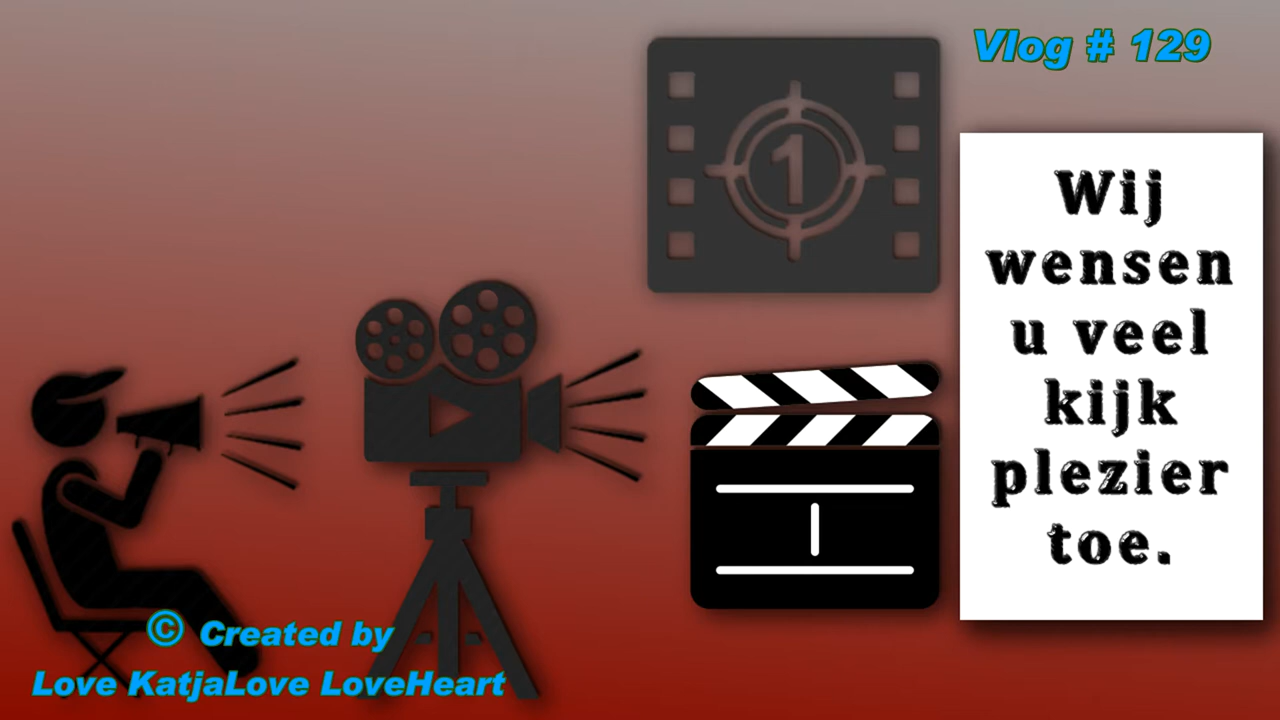 Vlog # 129
1
Wij
wensen
u veel
kijk
plezier
toe.
© Created by
Love KatjaLove LoveHeart